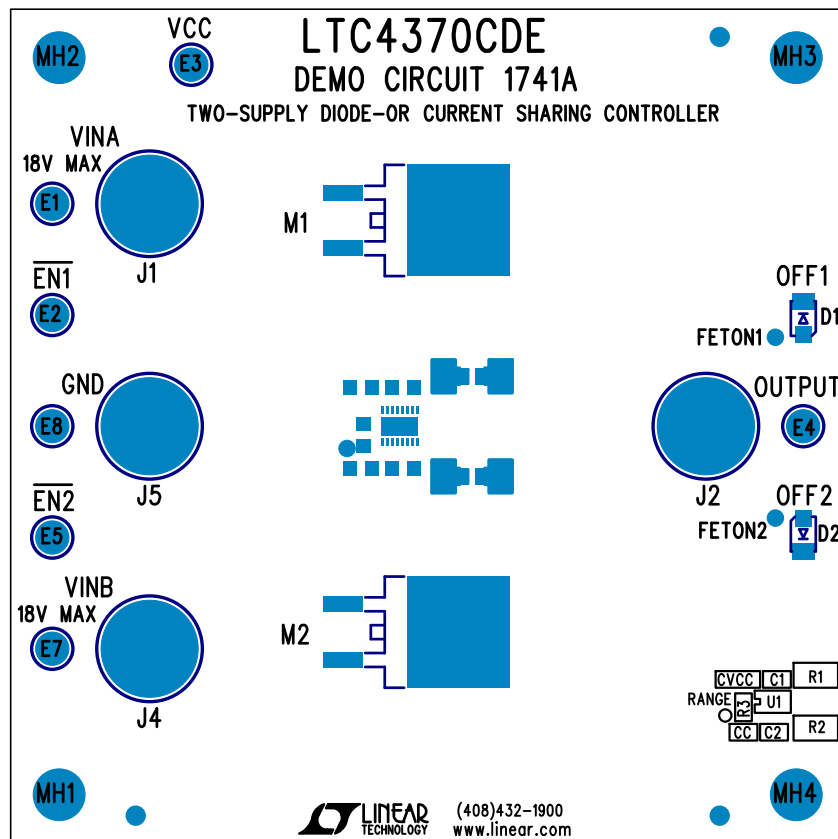 VCC
LTC4370CDE
MH2
E3
MH3
DEMO CIRCUIT 1741A
TWO-SUPPLY DIODE-OR CURRENT SHARING CONTROLLER
VINA
18V MAX
E1
M1
J1
EN1
E2
OFF1
D1
FETON1
GND
OUTPUT
E8
E4
J5
J2
EN2
OFF2
E5
FETON2
D2
VINB
18V MAX
E7
M2
J4
CVCC
C1
R1
RANGE
R3
U1
CC
C2
R2
MH1
MH4
LINEAR
TECHNOLOGY
(408)432-1900
www.linear.com